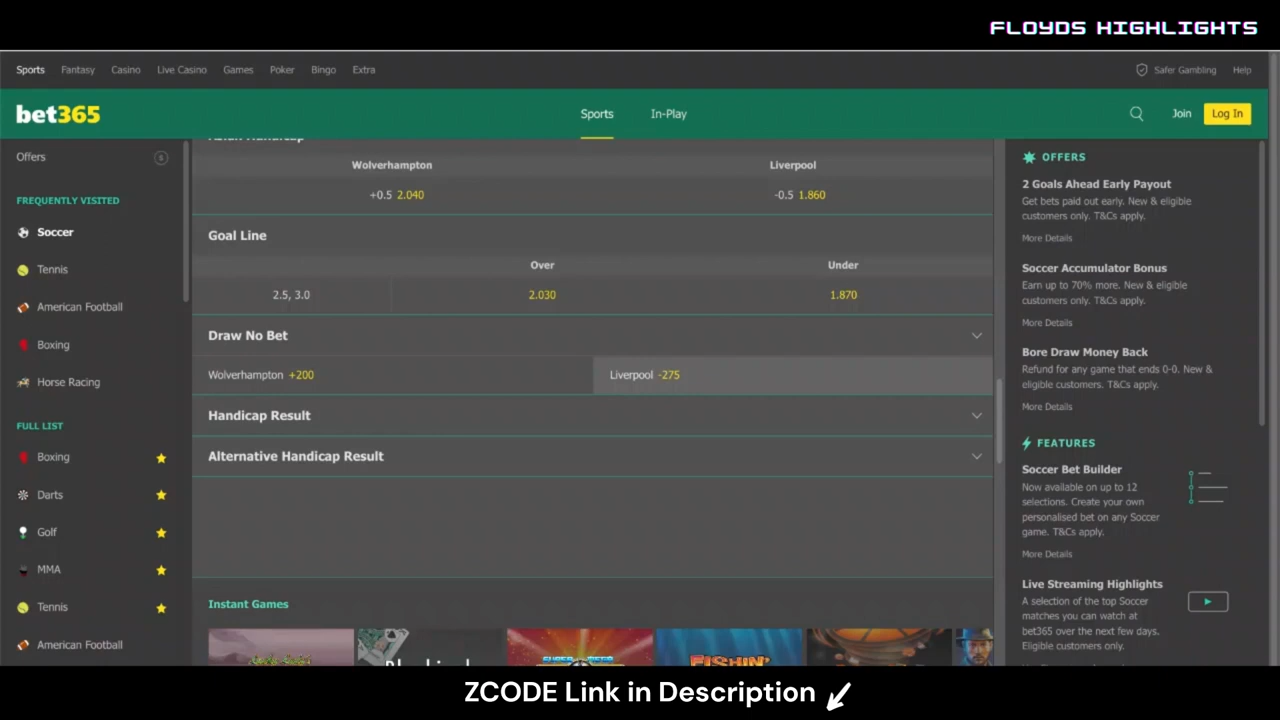 FLOYDS HIGHLIGHTS
Sports Fantasy Casino Live Casino Games Poker Bingo Extra
Safer Gambling Help
bet365
Sports In-Play
Join Log In
Offers
FREQUENTLY VISITED
Soccer
Tennis
American Football
Boxing
Horse Racing
FULL LIST
Boxing
Darts
Golf
MMA
Tennis
American Football
Asian Handicap
Wolverhampton Liverpool
+0.5 2.040 -0.5 1.860
Goal Line
Over Under
2.5, 3.0 2.030 1.870
Draw No Bet
Wolverhampton +200 Liverpool -275
Handicap Result
Alternative Handicap Result
Instant Games
FISHIN'
OFFERS
2 Goals Ahead Early Payout
Get bets paid out early. New & eligible
customers only. T&Cs apply.
More Details
Soccer Accumulator Bonus
Earn up to 70% more. New & eligible
customers only. T&Cs apply.
More Details
Bore Draw Money Back
Refund for any game that ends 0-0. New &
eligible customers. T&Cs apply.
More Details
FEATURES
Soccer Bet Builder
Now available on up to 12
selections. Create your own
personalised bet on any Soccer
game. T&Cs apply.
More Details
Live Streaming Highlights
A selection of the top Soccer
matches you can watch at
bet365 over the next few days.
Eligible customers only.
ZCODE Link in Description